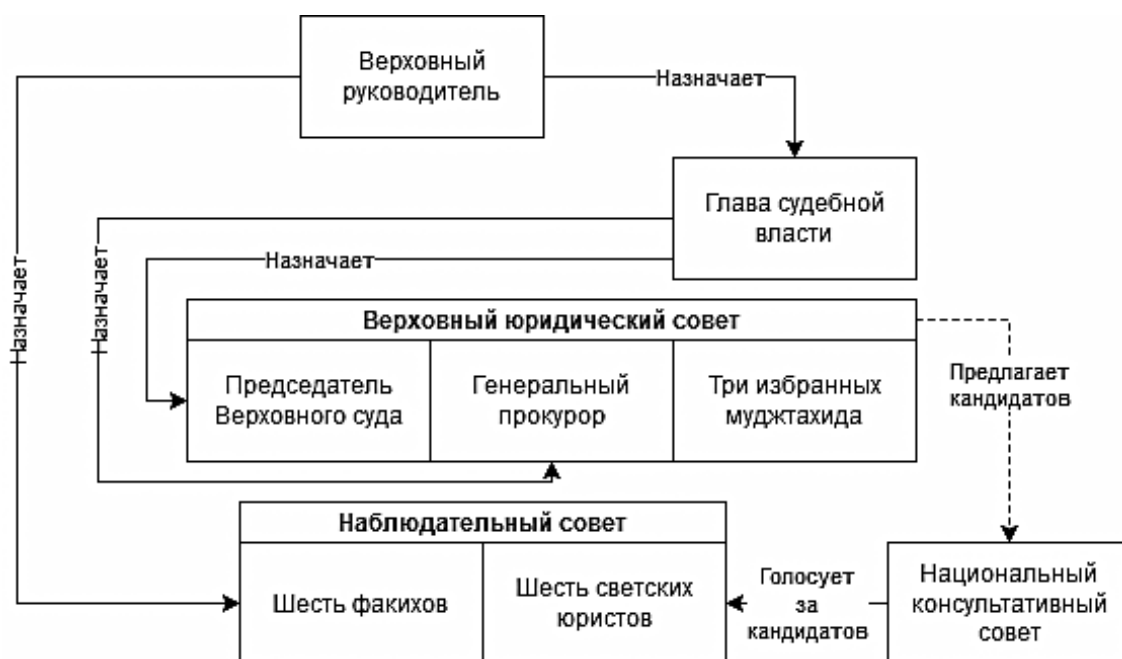 Верховный
руководитель
Назначает
Глава судебной
власти
Назначает
Назначает
Назначает
Верховный юридический совет
Председатель
Верховного суда
Генеральный
прокурор
Три избранных
муджтахида
Предлагает
кандидатов
Наблюдательный совет
Шесть факихов
Шесть светских
юристов
Голосует
за
кандидатов
Национальный
консультативный
совет